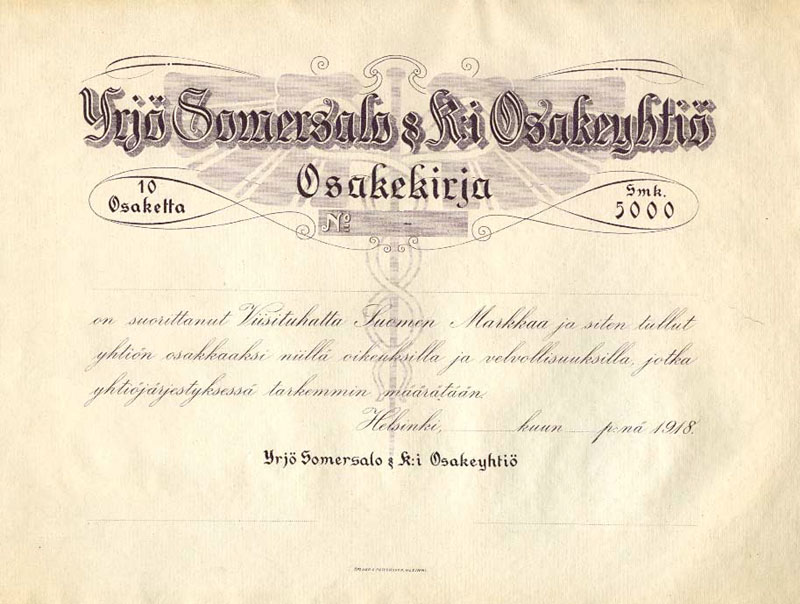 Yrjö Somersalo & K:i Osakeyhtiö
Osakekirja
10
Osaketta
Smk.
5000
No
on suorittanut Viisituhatta Suomen Markkaa ja siten tullut
yhtiön osakkaaksi niillä oikeuksilla ja velvollisuuksilla, jotka
yhtiöjärjestyksessä tarkemmin määrätään.
Helsinki, kuun p:nä 1918.
Yrjö Somersalo & K:i Osakeyhtiö